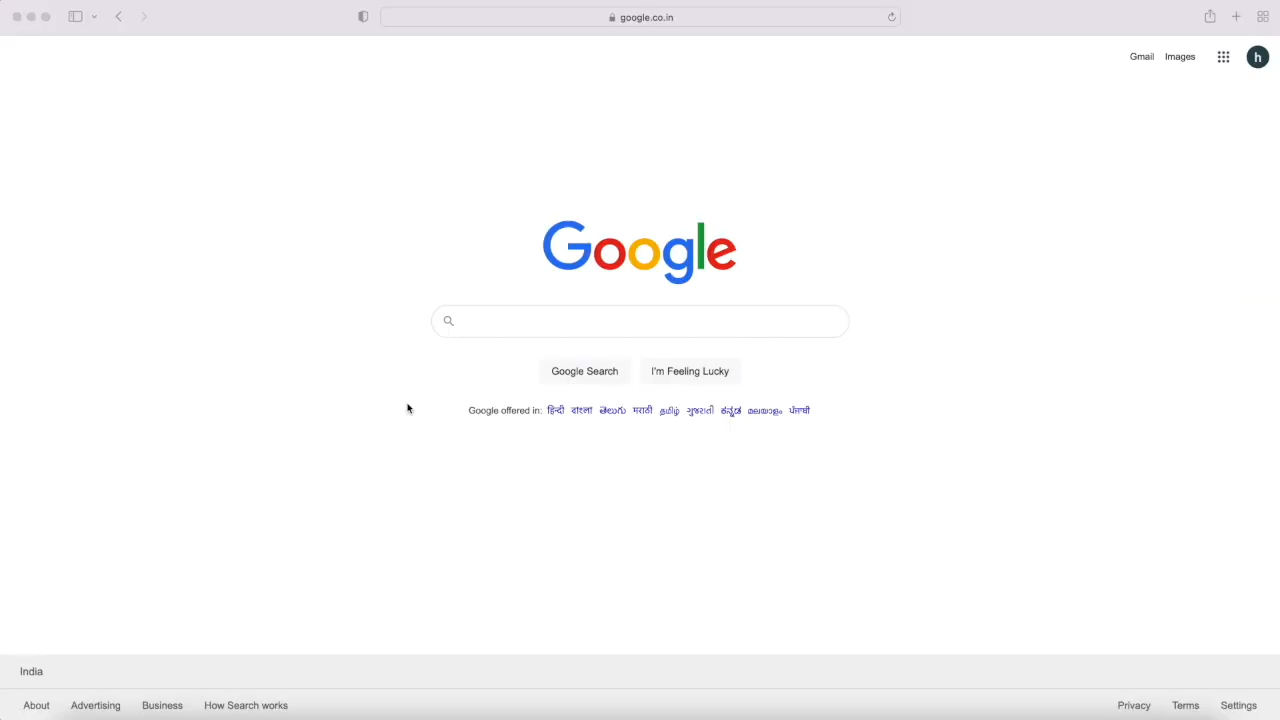 google.co.in
Gmail Images
h
Google
Google Search I'm Feeling Lucky
Google offered in: हिन्दी বাংলা తెలుగు मराठी தமிழ் ગુજરાતી ಕನ್ನಡ മലയാളം ਪੰਜਾਬੀ
India
About Advertising Business How Search works Privacy Terms Settings